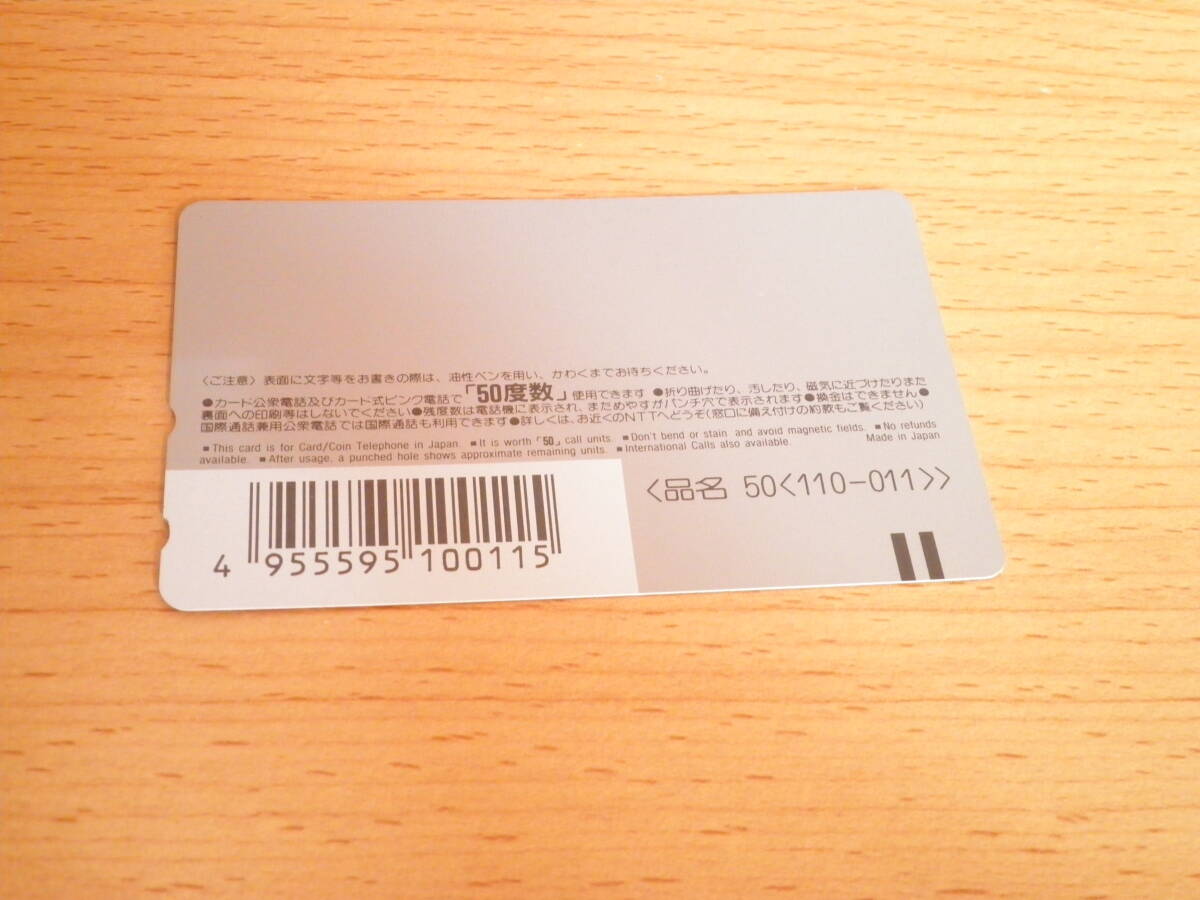 〈ご注意〉表面に文字等をお書きの際は、油性ペンを用い、かわくまでお待ちください。
●カード公衆電話及びカード式ピンク電話で「50度数」使用できます ●折り曲げたり、汚したり、磁気に近づけたりまた
裏面への印刷等はしないでください●残度数は電話機に表示され、まためやすがパンチ穴で表示されます●換金はできません●
国際通話兼用公衆電話では国際通話も利用できます●詳しくは、お近くのNTTへどうぞ(窓口に備え付けの約款もご覧ください)
■This card is for Card/Coin Telephone in Japan. ■It is worth「50」call units. ■Don't bend or stain and avoid magnetic fields. ■No refunds
available. ■After usage, a punched hole shows approximate remaining units. ■International Calls also available. Made in Japan
〈品名 50<110-011>〉
4 955595 100115